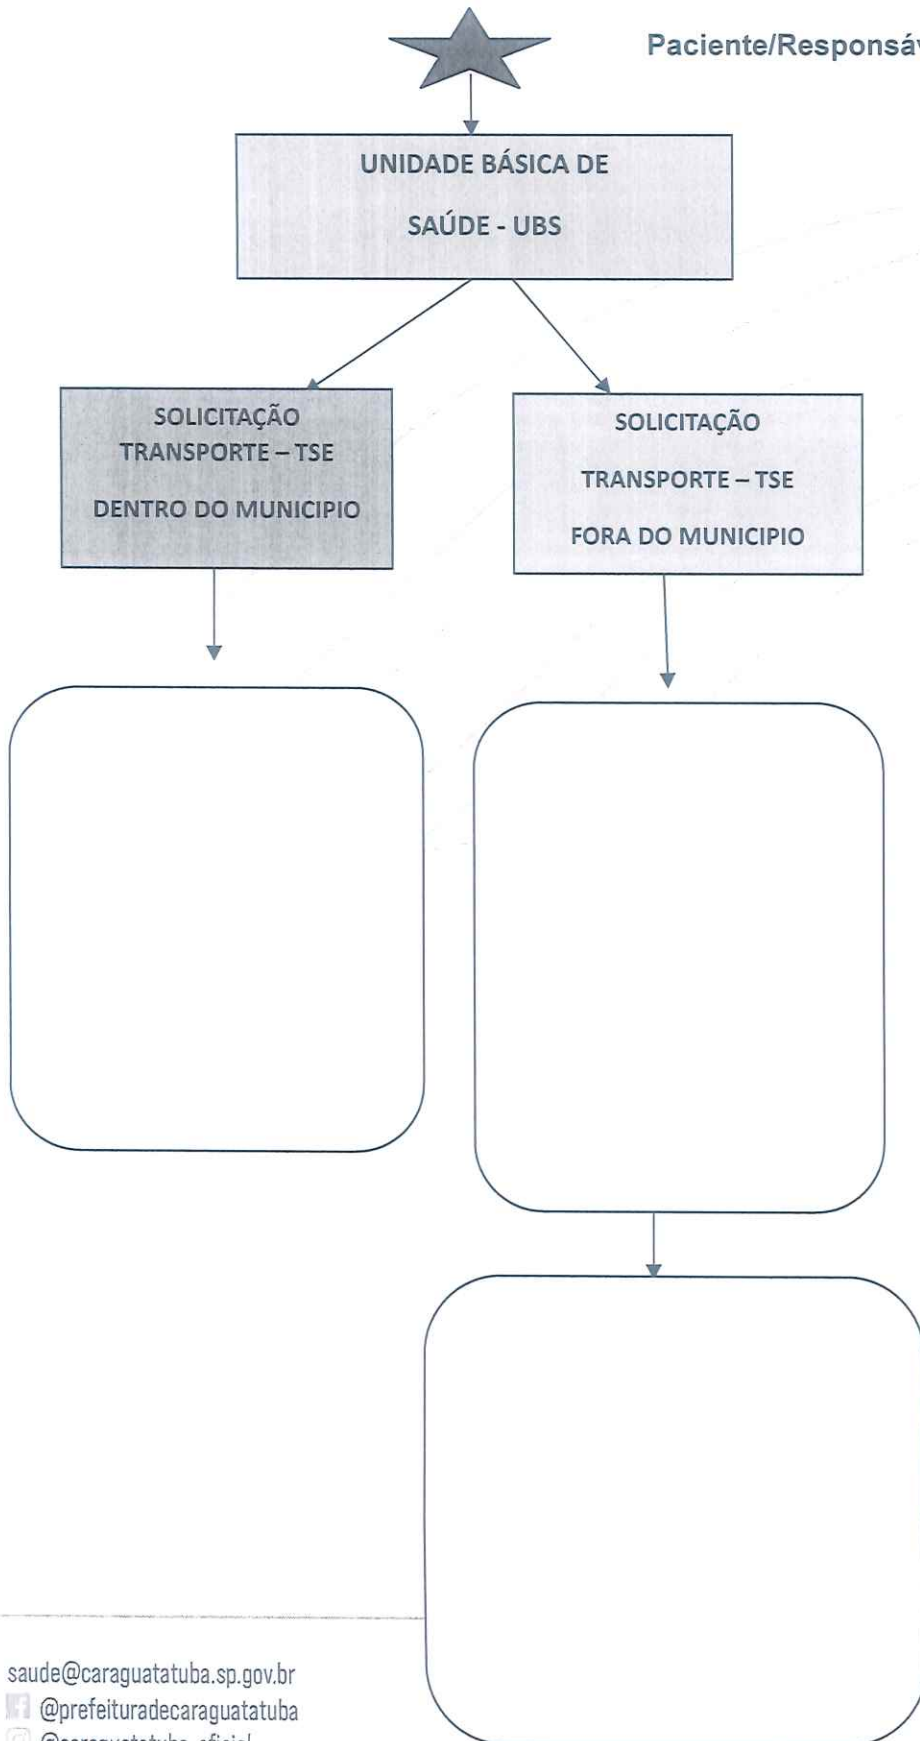 Paciente/Responsáv
UNIDADE BÁSICA DE
SAÚDE - UBS
SOLICITAÇÃO
TRANSPORTE – TSE
DENTRO DO MUNICIPIO
SOLICITAÇÃO
TRANSPORTE – TSE
FORA DO MUNICIPIO
saude@caraguatatuba.sp.gov.br
@prefeituradecaraguatatuba